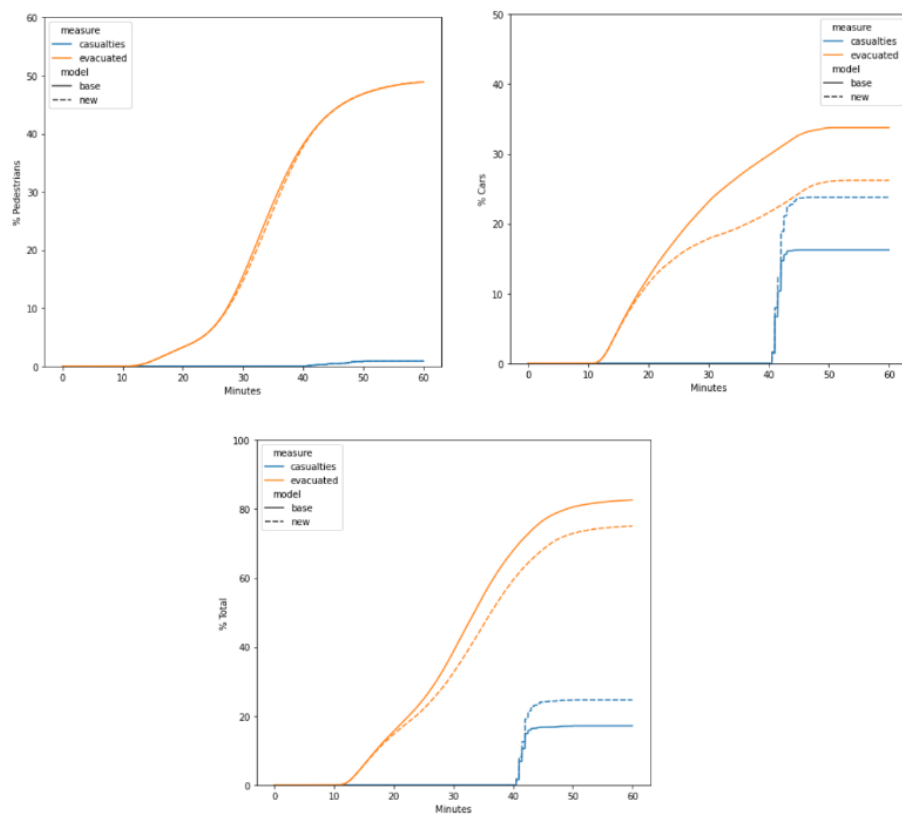 60
50
40
30
20
10
0
% Pedestrians
measure
casualties
evacuated
model
base
new
0 10 20 30 40 50 60
Minutes
50
40
30
20
10
0
% Cars
measure
casualties
evacuated
model
base
new
0 10 20 30 40 50 60
Minutes
100
80
60
40
20
0
% Total
measure
casualties
evacuated
model
base
new
0 10 20 30 40 50 60
Minutes